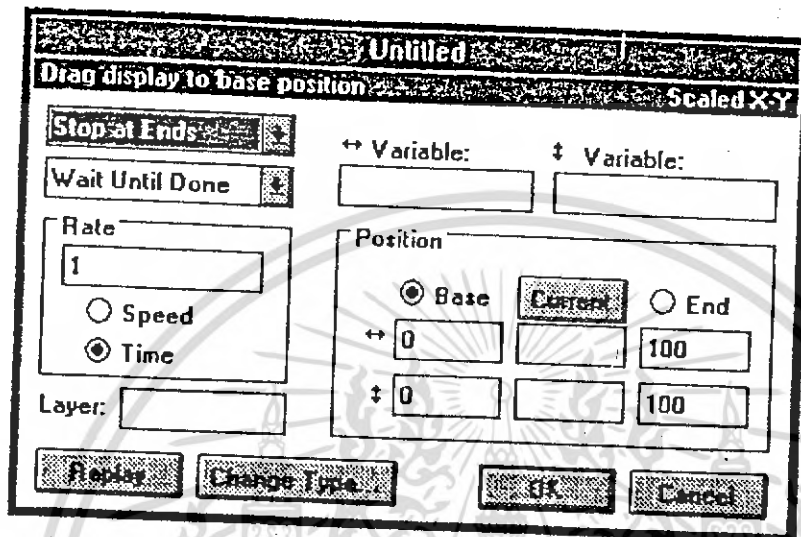 Untitled
Drag display to base position Scaled X-Y
Stop at Ends
↔ Variable: ↕ Variable:
Wait Until Done
Rate
Position
1
Base Current End
Speed
↔ 0 100
Time
↕ 0 100
Layer:
Replay Change Type... OK Cancel